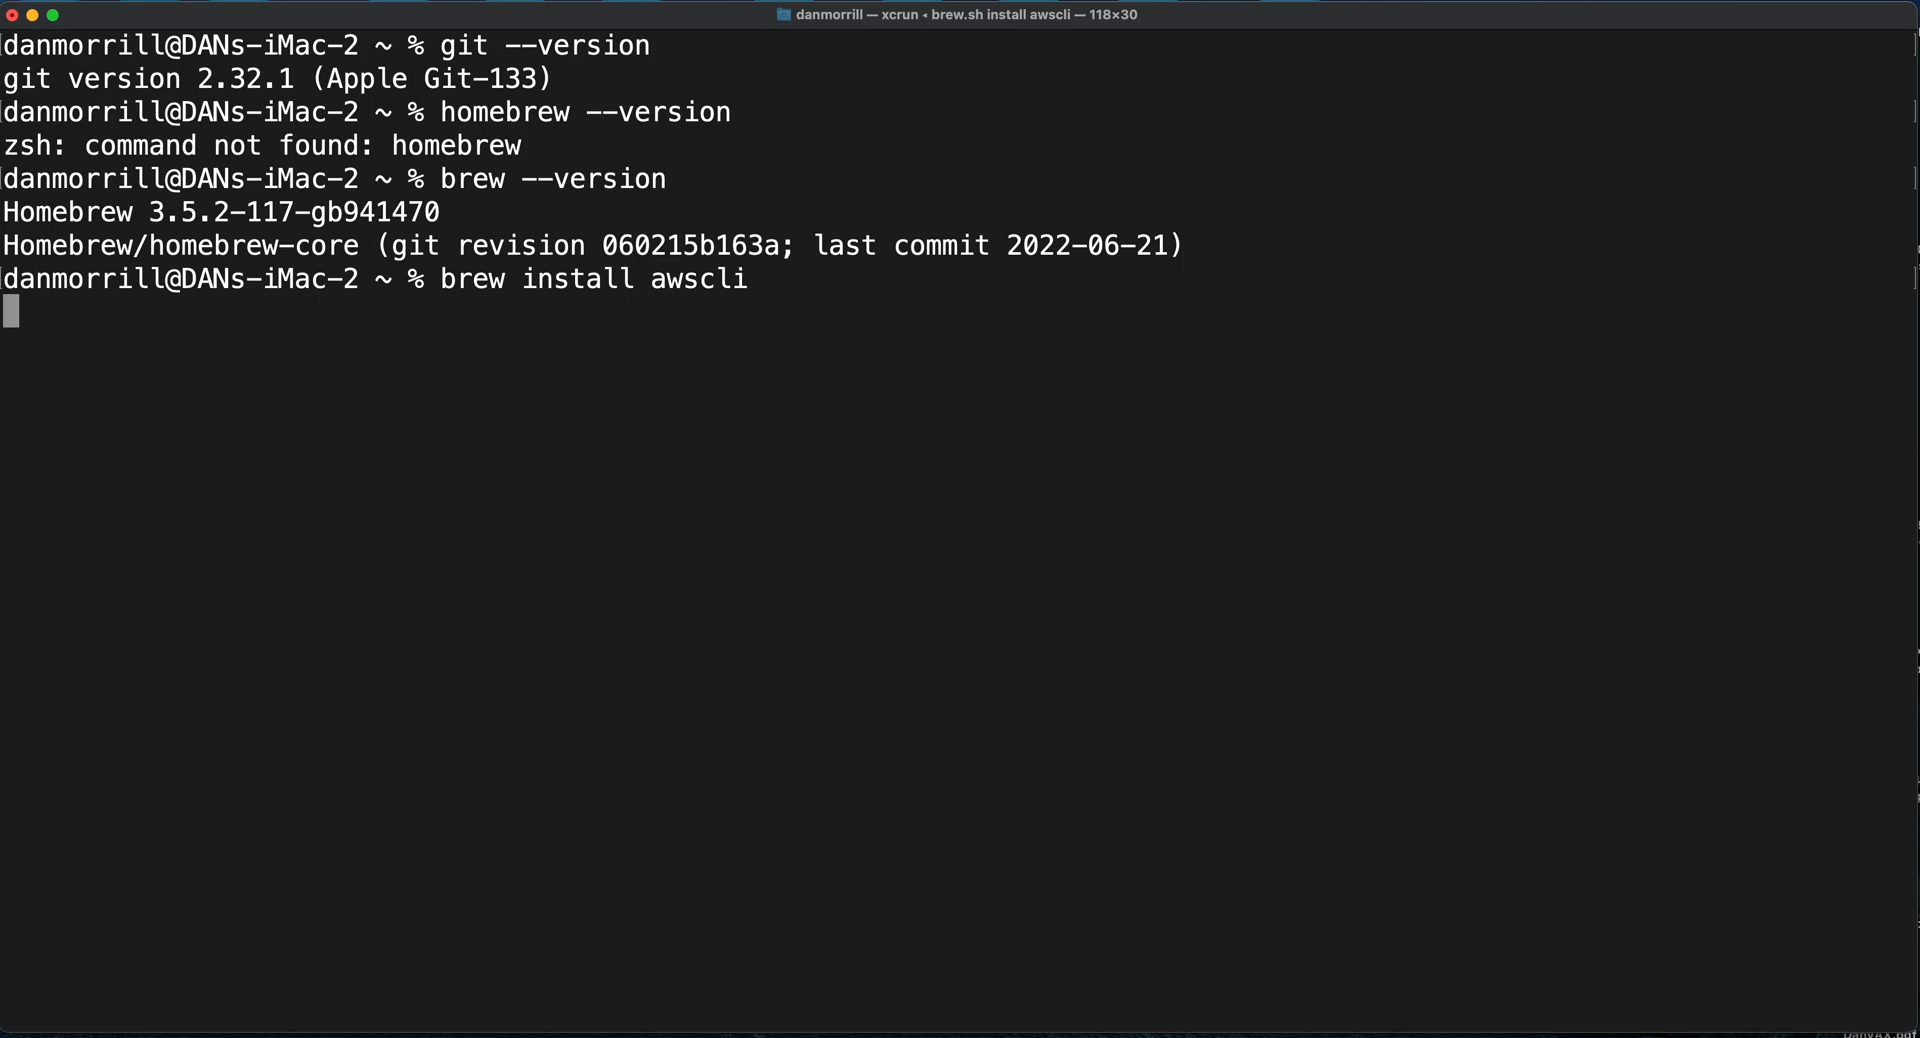 danmorrill — xcrun ◂ brew.sh install awscli — 118×30
danmorrill@DANs-iMac-2 ~ % git --version
git version 2.32.1 (Apple Git-133)
danmorrill@DANs-iMac-2 ~ % homebrew --version
zsh: command not found: homebrew
danmorrill@DANs-iMac-2 ~ % brew --version
Homebrew 3.5.2-117-gb941470
Homebrew/homebrew-core (git revision 060215b163a; last commit 2022-06-21)
danmorrill@DANs-iMac-2 ~ % brew install awscli